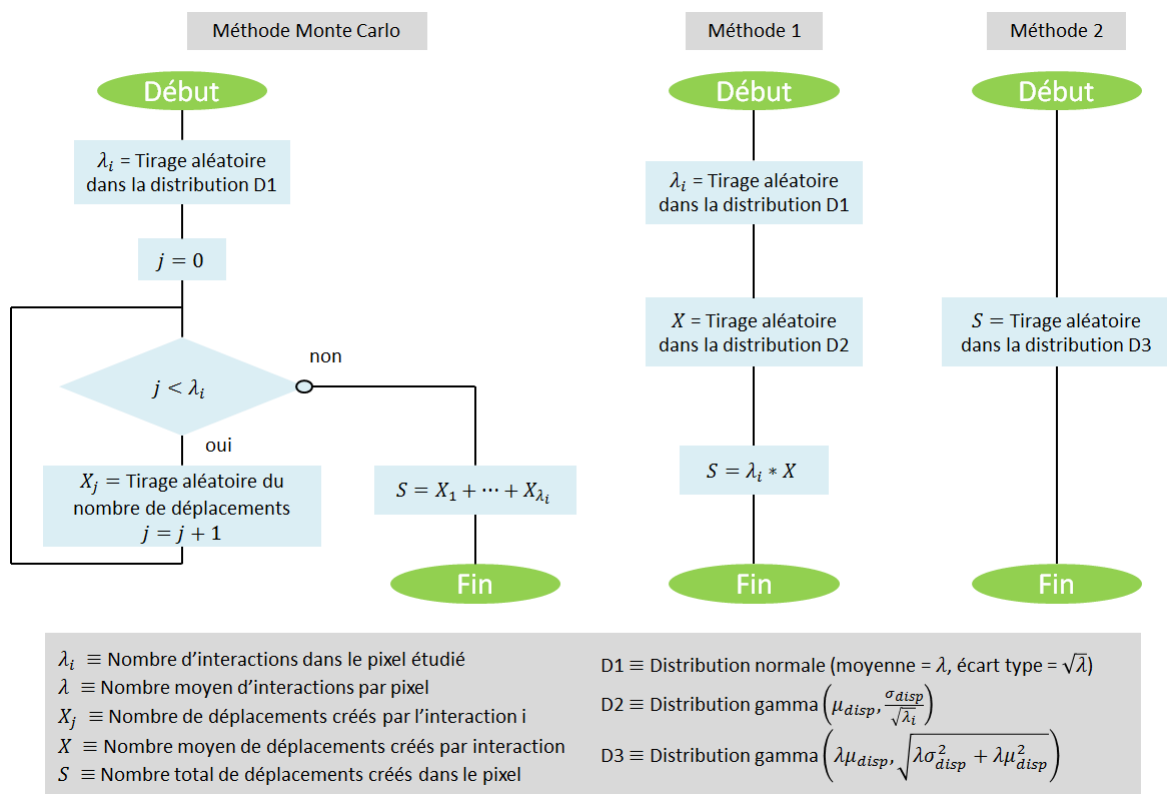 Méthode Monte Carlo
Début
λ_i = Tirage aléatoire
dans la distribution D1
j = 0
j < λ_i
non
oui
X_j = Tirage aléatoire du
nombre de déplacements
j = j + 1
S = X_1 + ⋯ + X_{λ_i}
Fin
Méthode 1
Début
λ_i = Tirage aléatoire
dans la distribution D1
X = Tirage aléatoire
dans la distribution D2
S = λ_i * X
Fin
Méthode 2
Début
S = Tirage aléatoire
dans la distribution D3
Fin
λ_i ≡ Nombre d’interactions dans le pixel étudié
λ ≡ Nombre moyen d’interactions par pixel
X_j ≡ Nombre de déplacements créés par l’interaction i
X ≡ Nombre moyen de déplacements créés par interaction
S ≡ Nombre total de déplacements créés dans le pixel
D1 ≡ Distribution normale (moyenne = λ, écart type = √λ)
D2 ≡ Distribution gamma (μ_disp, σ_disp/√λ_i)
D3 ≡ Distribution gamma (λμ_disp, √(λσ²_disp + λμ²_disp))